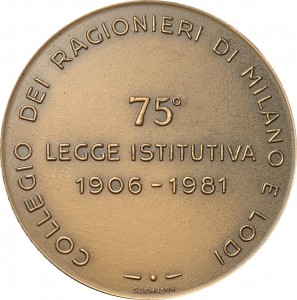 COLLEGIO DEI RAGIONIERI DI MILANO E LODI
75°
LEGGE ISTITUTIVA
1906 - 1981